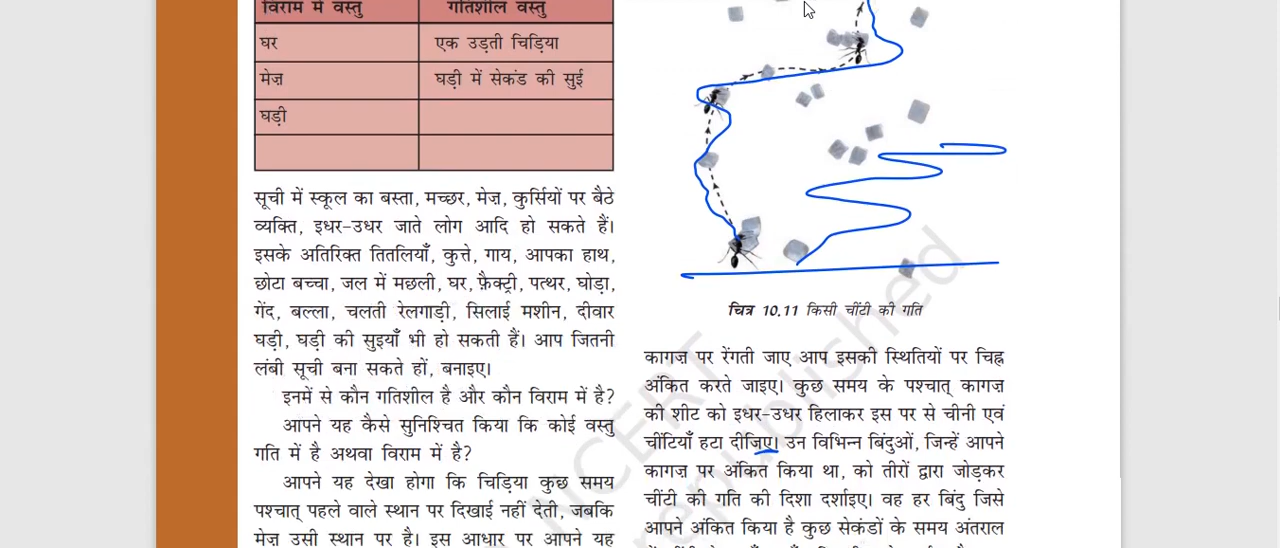 विराम में वस्तु गतिशील वस्तु
घर एक उड़ती चिड़िया
मेज़ घड़ी में सेकंड की सुई
घड़ी
सूची में स्कूल का बस्ता, मच्छर, मेज़, कुर्सियों पर बैठे
व्यक्ति, इधर-उधर जाते लोग आदि हो सकते हैं।
इसके अतिरिक्त तितलियाँ, कुत्ते, गाय, आपका हाथ,
छोटा बच्चा, जल में मछली, घर, फ़ैक्ट्री, पत्थर, घोड़ा,
गेंद, बल्ला, चलती रेलगाड़ी, सिलाई मशीन, दीवार
घड़ी, घड़ी की सुइयाँ भी हो सकती हैं। आप जितनी
लंबी सूची बना सकते हों, बनाइए।
इनमें से कौन गतिशील है और कौन विराम में है?
आपने यह कैसे सुनिश्चित किया कि कोई वस्तु
गति में है अथवा विराम में है?
आपने यह देखा होगा कि चिड़िया कुछ समय
पश्चात् पहले वाले स्थान पर दिखाई नहीं देती, जबकि
मेज़ उसी स्थान पर है। इस आधार पर आपने यह
चित्र 10.11 किसी चींटी की गति
कागज़ पर रेंगती जाए आप इसकी स्थितियों पर चिह्न
अंकित करते जाइए। कुछ समय के पश्चात् कागज़
की शीट को इधर-उधर हिलाकर इस पर से चीनी एवं
चींटियाँ हटा दीजिए। उन विभिन्न बिंदुओं, जिन्हें आपने
कागज़ पर अंकित किया था, को तीरों द्वारा जोड़कर
चींटी की गति की दिशा दर्शाइए। वह हर बिंदु जिसे
आपने अंकित किया है कुछ सेकंडों के समय अंतराल
NCERT
republished